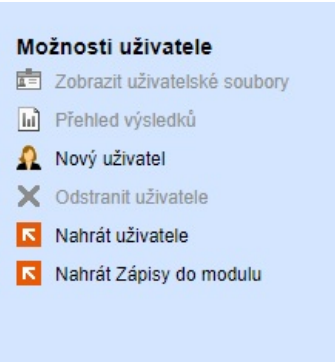 Možnosti uživatele
Zobrazit uživatelské soubory
Přehled výsledků
Nový uživatel
Odstranit uživatele
Nahrát uživatele
Nahrát Zápisy do modulu